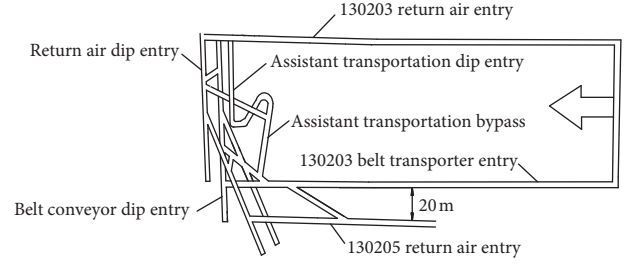 130203 return air entry
Return air dip entry
Assistant transportation dip entry
Assistant transportation bypass
130203 belt transporter entry
Belt conveyor dip entry
20 m
130205 return air entry